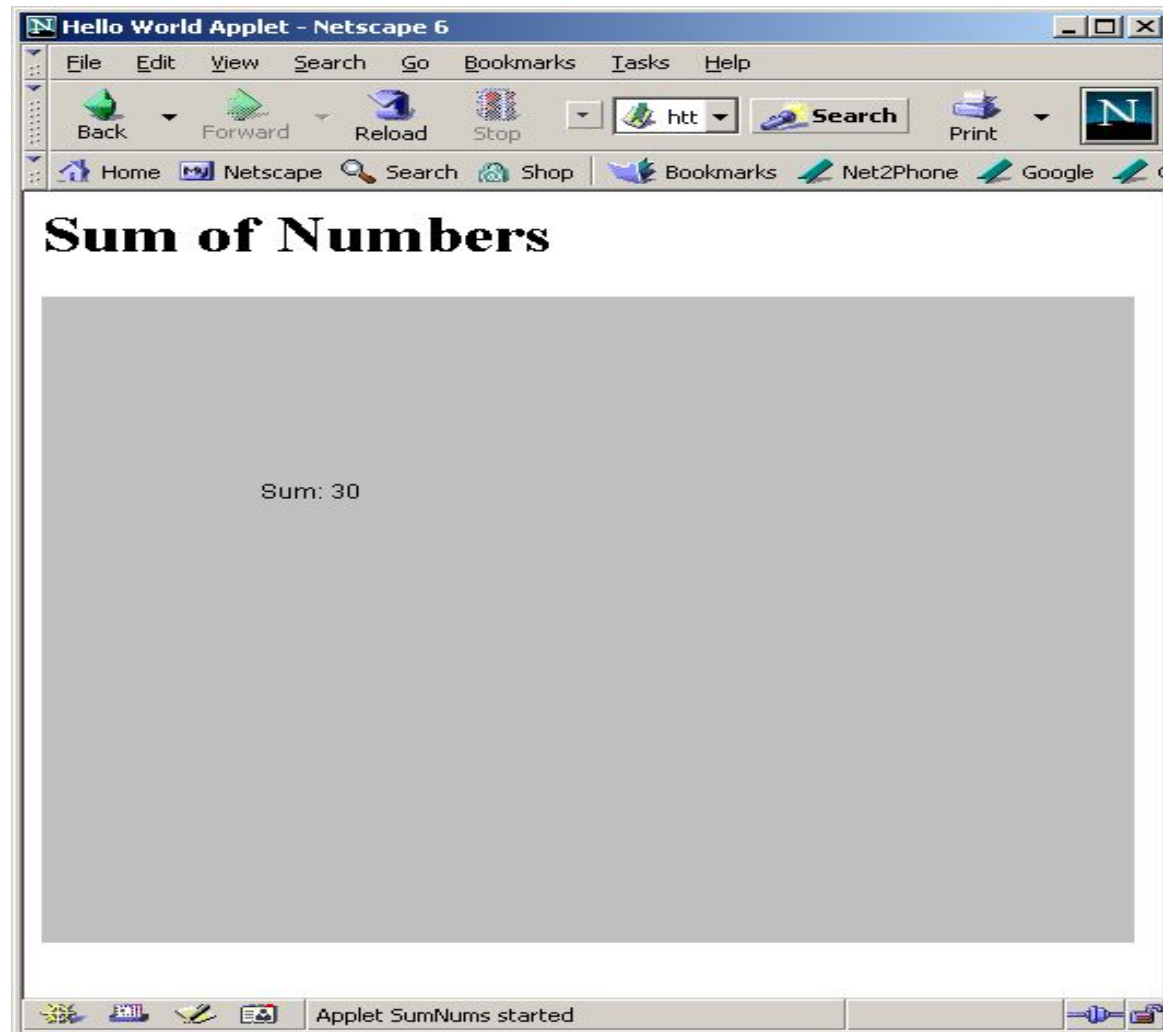 Hello World Applet - Netscape 6
File Edit View Search Go Bookmarks Tasks Help
Back Forward Reload Stop htt Search Print N
Home Netscape Search Shop Bookmarks Net2Phone Google
Sum of Numbers
Sum: 30
Applet SumNums started